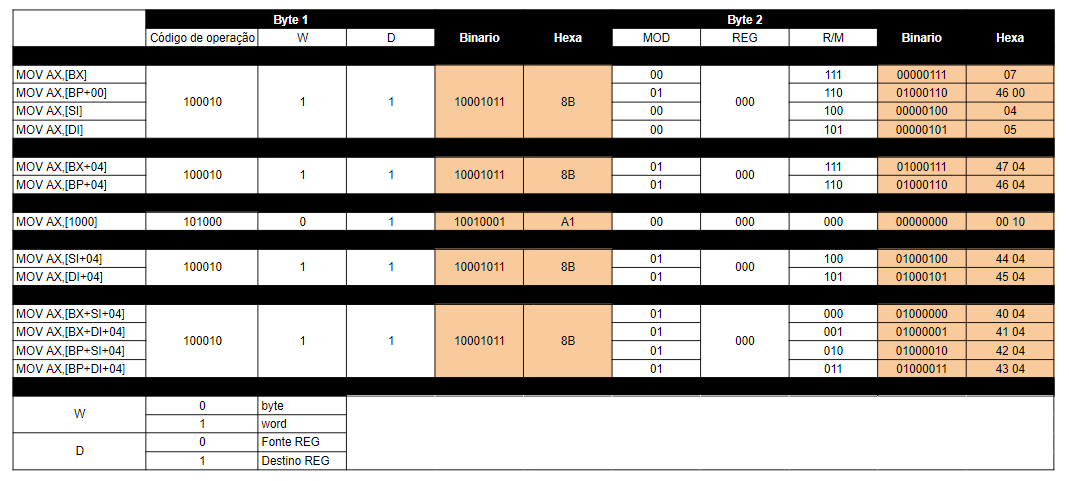 Byte 1 Byte 2
Código de operação W D Binario Hexa MOD REG R/M Binario Hexa
MOV AX,[BX] 100010 1 1 10001011 8B 00 000 111 00000111 07
MOV AX,[BP+00] 01 110 01000110 46 00
MOV AX,[SI] 00 100 00000100 04
MOV AX,[DI] 00 101 00000101 05
MOV AX,[BX+04] 100010 1 1 10001011 8B 01 000 111 01000111 47 04
MOV AX,[BP+04] 01 110 01000110 46 04
MOV AX,[1000] 101000 0 1 10010001 A1 00 000 000 00000000 00 10
MOV AX,[SI+04] 100010 1 1 10001011 8B 01 000 100 01000100 44 04
MOV AX,[DI+04] 01 101 01000101 45 04
MOV AX,[BX+SI+04] 100010 1 1 10001011 8B 01 000 000 01000000 40 04
MOV AX,[BX+DI+04] 01 001 01000001 41 04
MOV AX,[BP+SI+04] 01 010 01000010 42 04
MOV AX,[BP+DI+04] 01 011 01000011 43 04
W 0 byte
1 word
D 0 Fonte REG
1 Destino REG